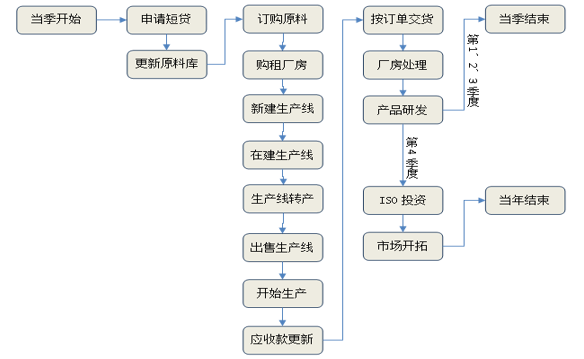 当季开始
申请短贷
更新原料库
订购原料
购租厂房
新建生产线
在建生产线
生产线转产
出售生产线
开始生产
应收款更新
按订单交货
厂房处理
产品研发
第1、2、3季度
当季结束
第4季度
ISO 投资
市场开拓
当年结束